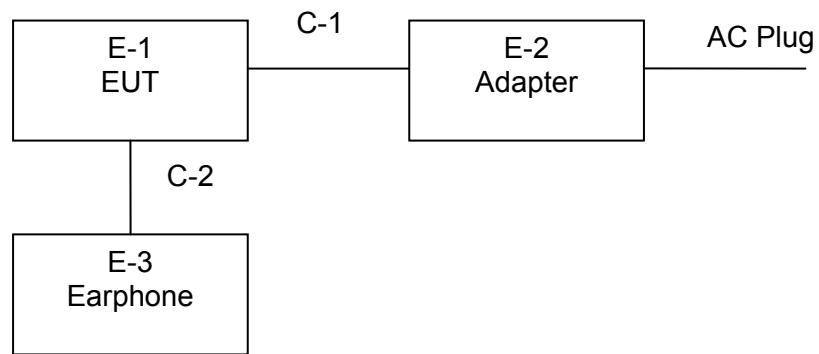 C-1
E-1
EUT
E-2
Adapter
AC Plug
C-2
E-3
Earphone